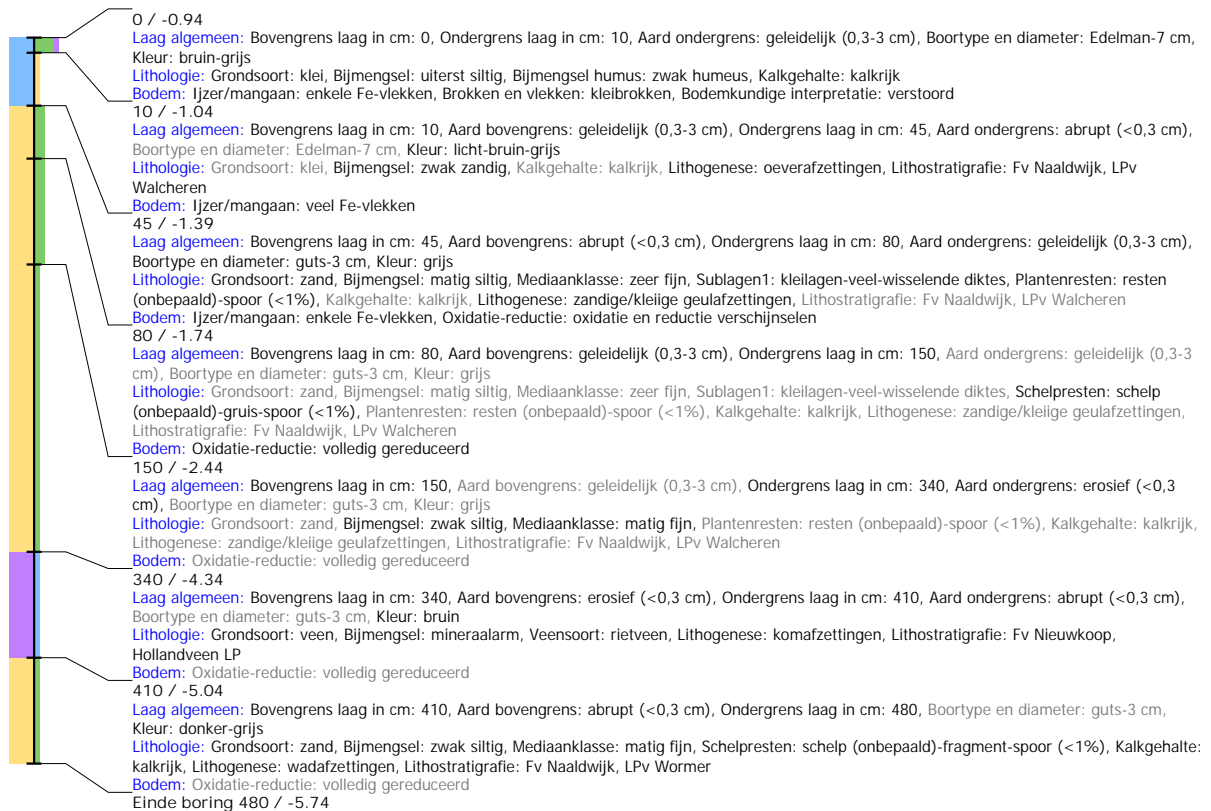 0 / -0.94
Laag algemeen: Bovengrens laag in cm: 0, Ondergrens laag in cm: 10, Aard ondergrens: geleidelijk (0,3-3 cm), Boortype en diameter: Edelman-7 cm,
Kleur: bruin-grijs
Lithologie: Grondsoort: klei, Bijmengsel: uiterst siltig, Bijmengsel humus: zwak humeus, Kalkgehalte: kalkrijk
Bodem: Ijzer/mangaan: enkele Fe-vlekken, Brokken en vlekken: kleibrokken, Bodemkundige interpretatie: verstoord
10 / -1.04
Laag algemeen: Bovengrens laag in cm: 10, Aard bovengrens: geleidelijk (0,3-3 cm), Ondergrens laag in cm: 45, Aard ondergrens: abrupt (<0,3 cm),
Boortype en diameter: Edelman-7 cm, Kleur: licht-bruin-grijs
Lithologie: Grondsoort: klei, Bijmengsel: zwak zandig, Kalkgehalte: kalkrijk, Lithogenese: oeverafzettingen, Lithostratigrafie: Fv Naaldwijk, LPv
Walcheren
Bodem: Ijzer/mangaan: veel Fe-vlekken
45 / -1.39
Laag algemeen: Bovengrens laag in cm: 45, Aard bovengrens: abrupt (<0,3 cm), Ondergrens laag in cm: 80, Aard ondergrens: geleidelijk (0,3-3 cm),
Boortype en diameter: guts-3 cm, Kleur: grijs
Lithologie: Grondsoort: zand, Bijmengsel: matig siltig, Mediaanklasse: zeer fijn, Sublagen1: kleilagen-veel-wisselende diktes, Plantenresten: resten
(onbepaald)-spoor (<1%), Kalkgehalte: kalkrijk, Lithogenese: zandige/kleiige geulafzettingen, Lithostratigrafie: Fv Naaldwijk, LPv Walcheren
Bodem: Ijzer/mangaan: enkele Fe-vlekken, Oxidatie-reductie: oxidatie en reductie verschijnselen
80 / -1.74
Laag algemeen: Bovengrens laag in cm: 80, Aard bovengrens: geleidelijk (0,3-3 cm), Ondergrens laag in cm: 150, Aard ondergrens: geleidelijk (0,3-3
cm), Boortype en diameter: guts-3 cm, Kleur: grijs
Lithologie: Grondsoort: zand, Bijmengsel: matig siltig, Mediaanklasse: zeer fijn, Sublagen1: kleilagen-veel-wisselende diktes, Schelpresten: schelp
(onbepaald)-gruis-spoor (<1%), Plantenresten: resten (onbepaald)-spoor (<1%), Kalkgehalte: kalkrijk, Lithogenese: zandige/kleiige geulafzettingen,
Lithostratigrafie: Fv Naaldwijk, LPv Walcheren
Bodem: Oxidatie-reductie: volledig gereduceerd
150 / -2.44
Laag algemeen: Bovengrens laag in cm: 150, Aard bovengrens: geleidelijk (0,3-3 cm), Ondergrens laag in cm: 340, Aard ondergrens: erosief (<0,3
cm), Boortype en diameter: guts-3 cm, Kleur: grijs
Lithologie: Grondsoort: zand, Bijmengsel: zwak siltig, Mediaanklasse: matig fijn, Plantenresten: resten (onbepaald)-spoor (<1%), Kalkgehalte: kalkrijk,
Lithogenese: zandige/kleiige geulafzettingen, Lithostratigrafie: Fv Naaldwijk, LPv Walcheren
Bodem: Oxidatie-reductie: volledig gereduceerd
340 / -4.34
Laag algemeen: Bovengrens laag in cm: 340, Aard bovengrens: erosief (<0,3 cm), Ondergrens laag in cm: 410, Aard ondergrens: abrupt (<0,3 cm),
Boortype en diameter: guts-3 cm, Kleur: bruin
Lithologie: Grondsoort: veen, Bijmengsel: mineraalarm, Veensoort: rietveen, Lithogenese: komafzettingen, Lithostratigrafie: Fv Nieuwkoop,
Hollandveen LP
Bodem: Oxidatie-reductie: volledig gereduceerd
410 / -5.04
Laag algemeen: Bovengrens laag in cm: 410, Aard bovengrens: abrupt (<0,3 cm), Ondergrens laag in cm: 480, Boortype en diameter: guts-3 cm,
Kleur: donker-grijs
Lithologie: Grondsoort: zand, Bijmengsel: zwak siltig, Mediaanklasse: matig fijn, Schelpresten: schelp (onbepaald)-fragment-spoor (<1%), Kalkgehalte:
kalkrijk, Lithogenese: wadafzettingen, Lithostratigrafie: Fv Naaldwijk, LPv Wormer
Bodem: Oxidatie-reductie: volledig gereduceerd
Einde boring 480 / -5.74